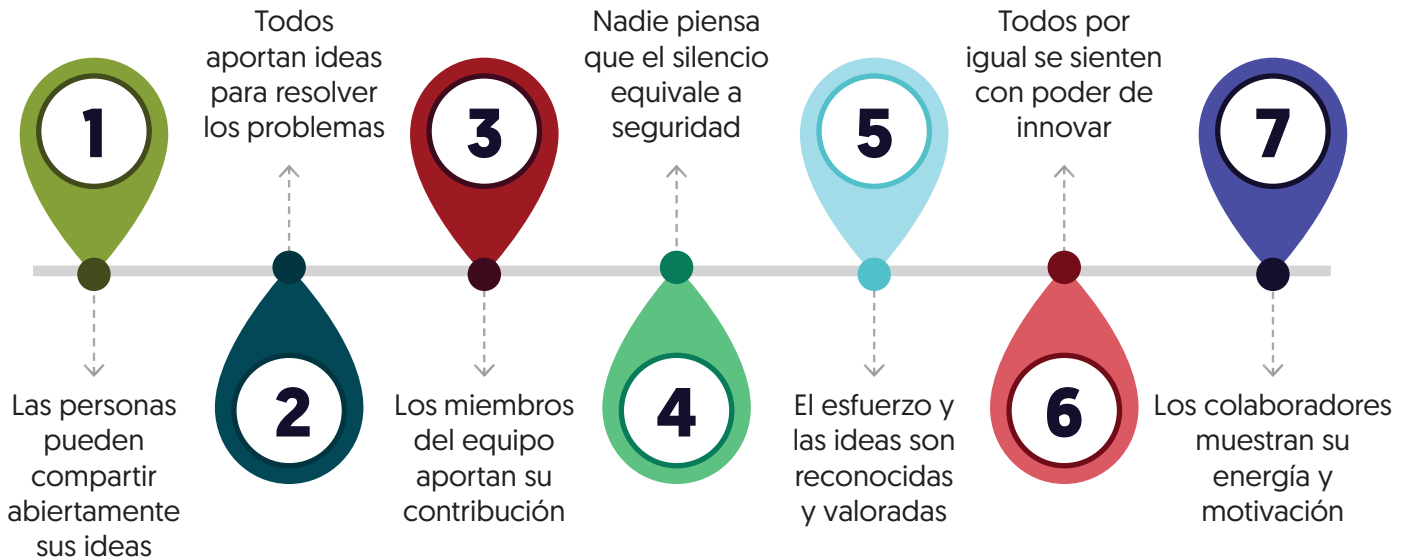 1
Las personas
pueden
compartir
abiertamente
sus ideas
Todos
aportan ideas
para resolver
los problemas
2
3
Los miembros
del equipo
aportan su
contribución
Nadie piensa
que el silencio
equivale a
seguridad
4
5
El esfuerzo y
las ideas son
reconocidas
y valoradas
Todos por
igual se sienten
con poder de
innovar
6
7
Los colaboradores
muestran su
energía y
motivación